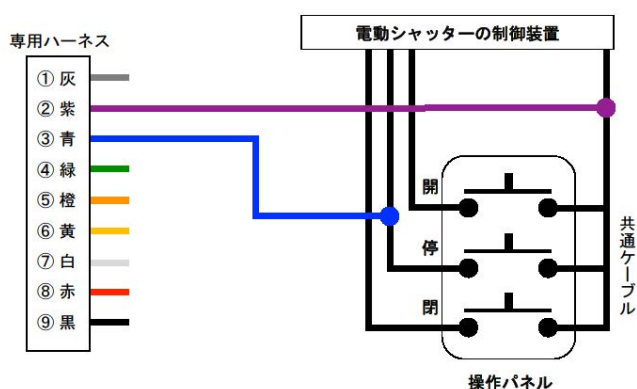 電動シャッターの制御装置
専用ハーネス
① 灰
② 紫
③ 青
④ 緑
⑤ 橙
⑥ 黄
⑦ 白
⑧ 赤
⑨ 黒
開
停
閉
共通ケーブル
操作パネル